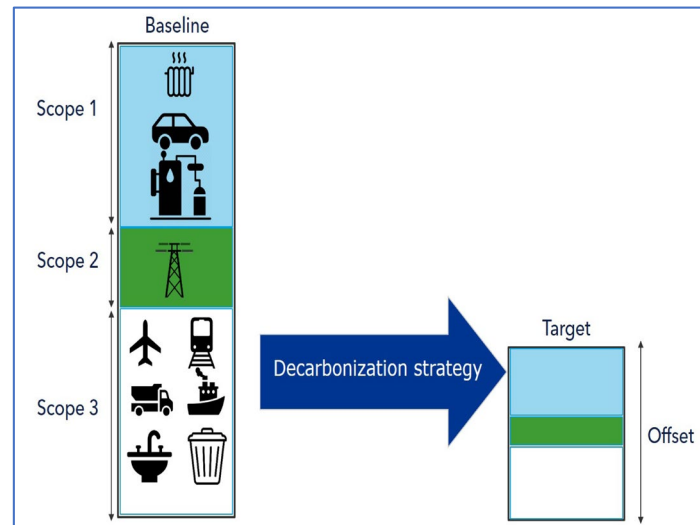 Baseline
Scope 1
Scope 2
Scope 3
Decarbonization strategy
Target
Offset